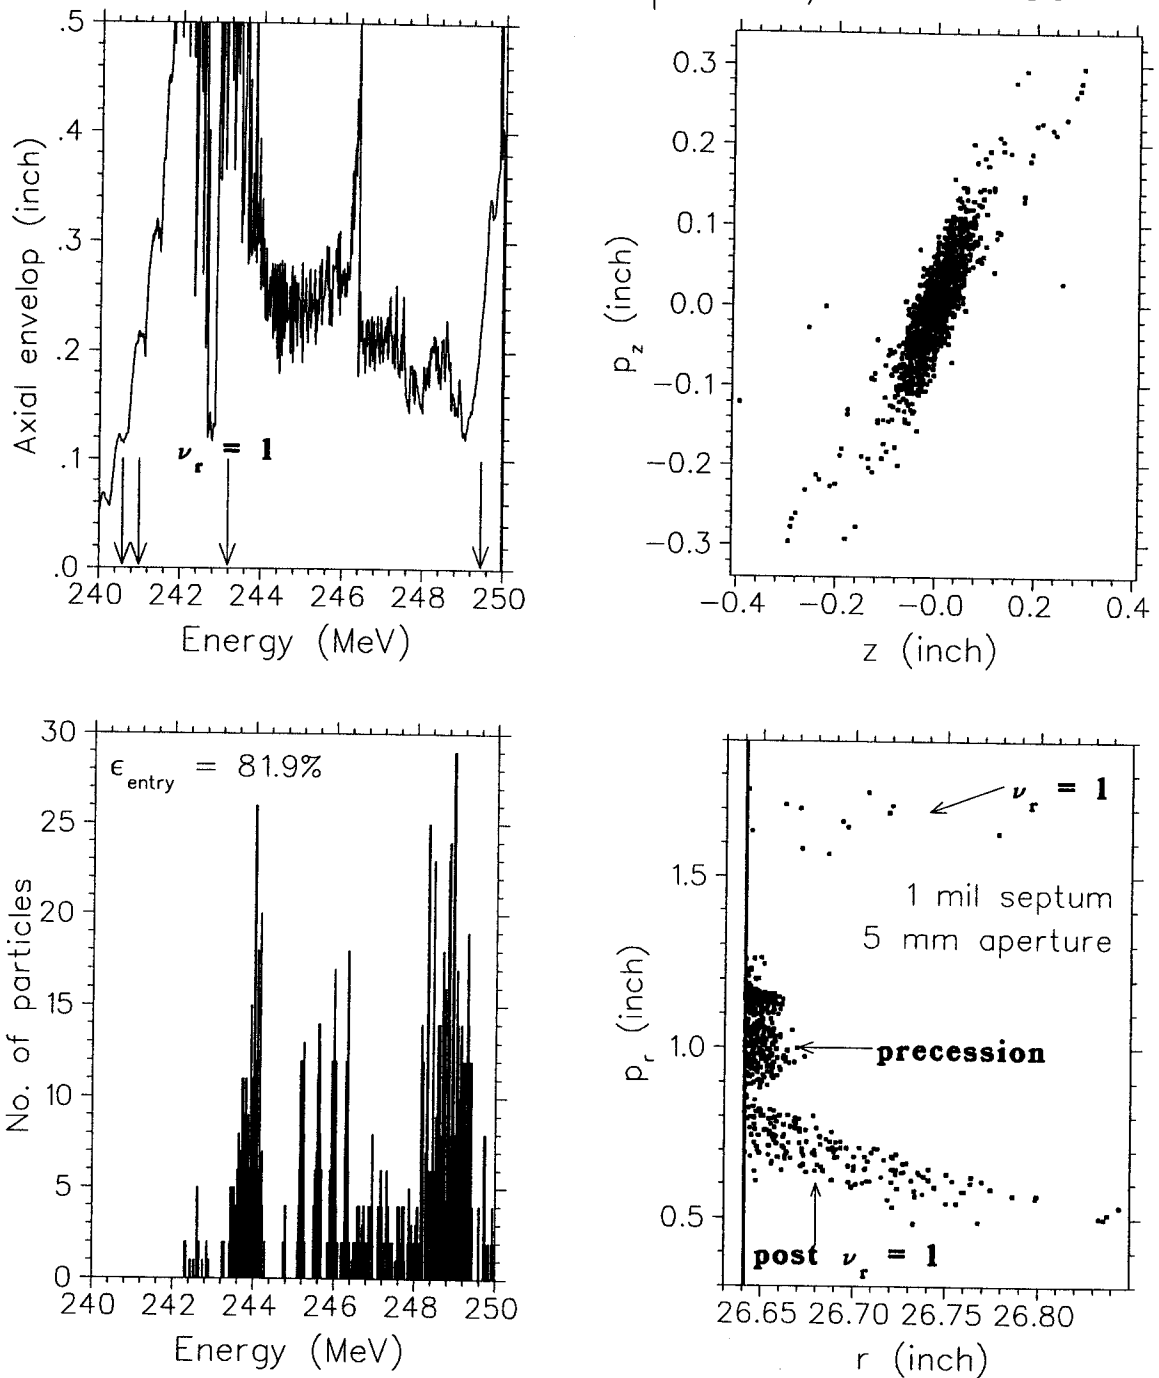 .5
.4
.3
.2
.1
.0
Axial envelop (inch)
ν_r = 1
240 242 244 246 248 250
Energy (MeV)
0.3
0.2
0.1
0.0
−0.1
−0.2
−0.3
p_z (inch)
−0.4 −0.2 −0.0 0.2 0.4
z (inch)
30
25
20
15
10
5
0
No. of particles
ϵ_entry = 81.9%
240 242 244 246 248 250
Energy (MeV)
1.5
1.0
0.5
p_r (inch)
ν_r = 1
1 mil septum
5 mm aperture
precession
post ν_r = 1
26.65 26.70 26.75 26.80
r (inch)